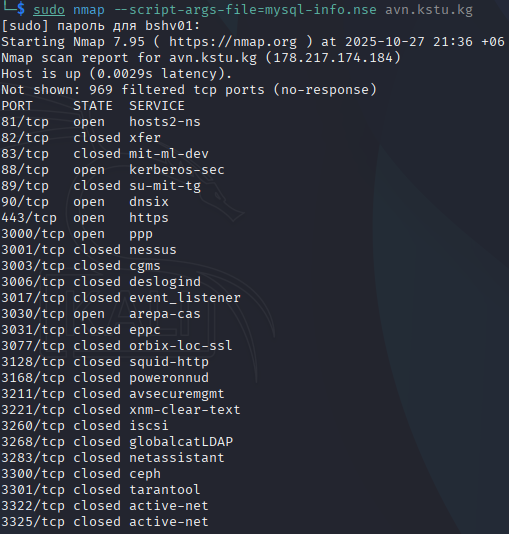 └─$ sudo nmap --script-args-file=mysql-info.nse avn.kstu.kg
[sudo] пароль для bshv01:
Starting Nmap 7.95 ( https://nmap.org ) at 2025-10-27 21:36 +06
Nmap scan report for avn.kstu.kg (178.217.174.184)
Host is up (0.0029s latency).
Not shown: 969 filtered tcp ports (no-response)
PORT     STATE  SERVICE
81/tcp   open   hosts2-ns
82/tcp   closed xfer
83/tcp   closed mit-ml-dev
88/tcp   open   kerberos-sec
89/tcp   closed su-mit-tg
90/tcp   open   dnsix
443/tcp  open   https
3000/tcp open   ppp
3001/tcp closed nessus
3003/tcp closed cgms
3006/tcp closed deslogind
3017/tcp closed event_listener
3030/tcp open   arepa-cas
3031/tcp closed eppc
3077/tcp closed orbix-loc-ssl
3128/tcp closed squid-http
3168/tcp closed poweronnud
3211/tcp closed avsecuremgmt
3221/tcp closed xnm-clear-text
3260/tcp closed iscsi
3268/tcp closed globalcatLDAP
3283/tcp closed netassistant
3300/tcp closed ceph
3301/tcp closed tarantool
3322/tcp closed active-net
3325/tcp closed active-net